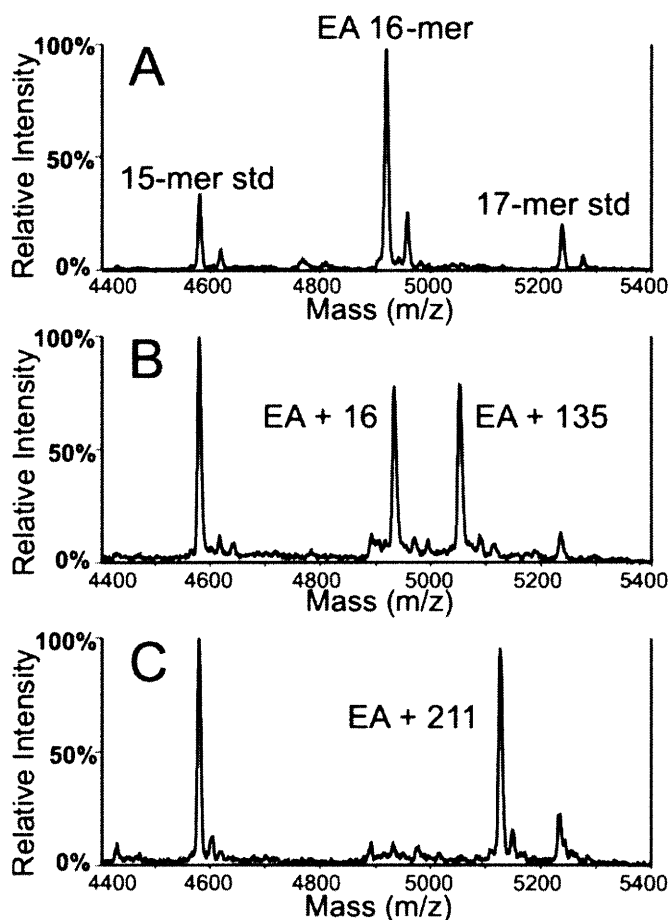 EA 16-mer
100%
A
Relative Intensity
50%
15-mer std
17-mer std
0%
4400 4600 4800 5000 5200 5400
Mass (m/z)
100%
B
Relative Intensity
EA + 16
EA + 135
50%
0%
4400 4600 4800 5000 5200 5400
Mass (m/z)
100%
C
Relative Intensity
EA + 211
50%
0%
4400 4600 4800 5000 5200 5400
Mass (m/z)